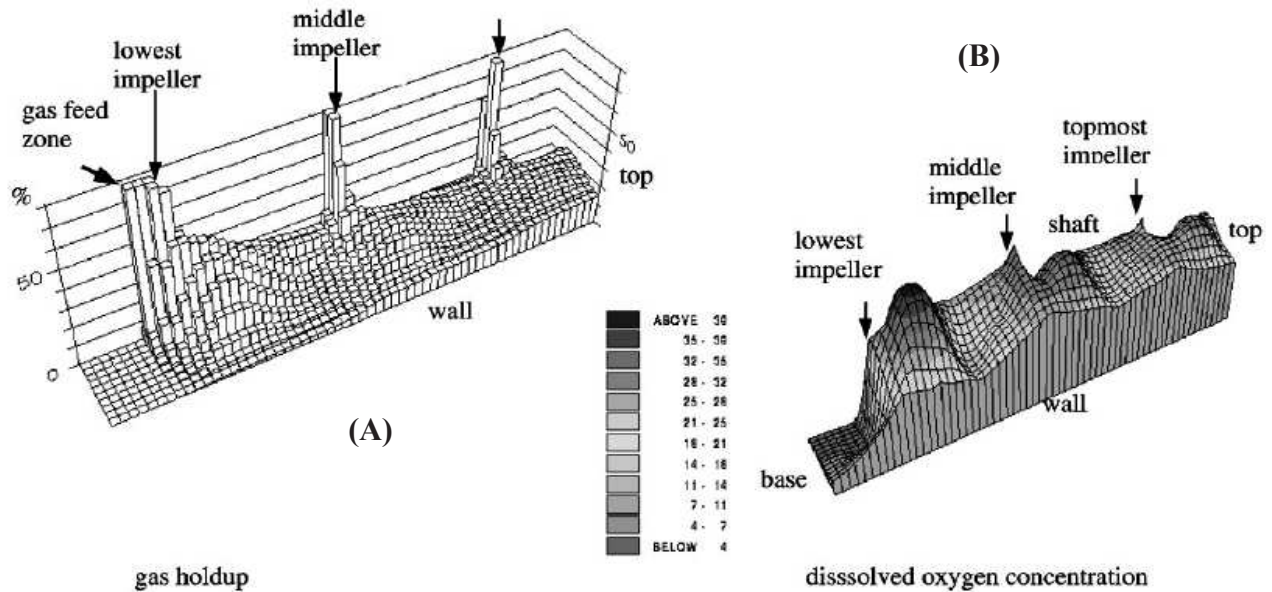 middle
impeller
lowest
impeller
gas feed
zone
%
50
0
50
top
wall
(A)
gas holdup
(B)
topmost
impeller
middle
impeller
shaft
lowest
impeller
top
wall
base
ABOVE 39
35 - 39
32 - 35
28 - 32
25 - 28
21 - 25
18 - 21
14 - 18
11 - 14
7 - 11
4 - 7
BELOW 4
disssolved oxygen concentration